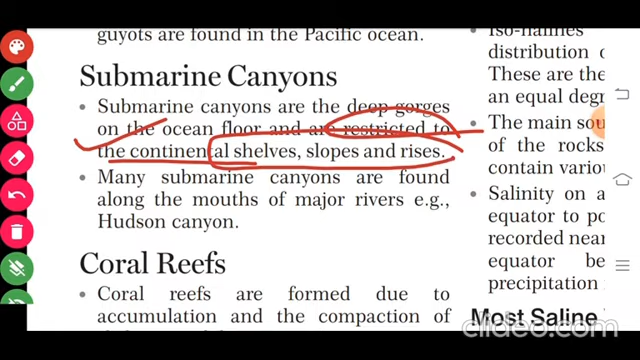 guyots are found in the Pacific ocean.
Submarine Canyons
• Submarine canyons are the deep gorges
on the ocean floor and are restricted to
the continental shelves, slopes and rises.
• Many submarine canyons are found
along the mouths of major rivers e.g.,
Hudson canyon.
Coral Reefs
• Coral reefs are formed due to
accumulation and the compaction of
Iso-halines
distribution o
These are the
an equal degr
• The main sou
of the rocks
contain vario
• Salinity on a
equator to po
recorded near
equator be
precipitation
Most Saline
clideo.com